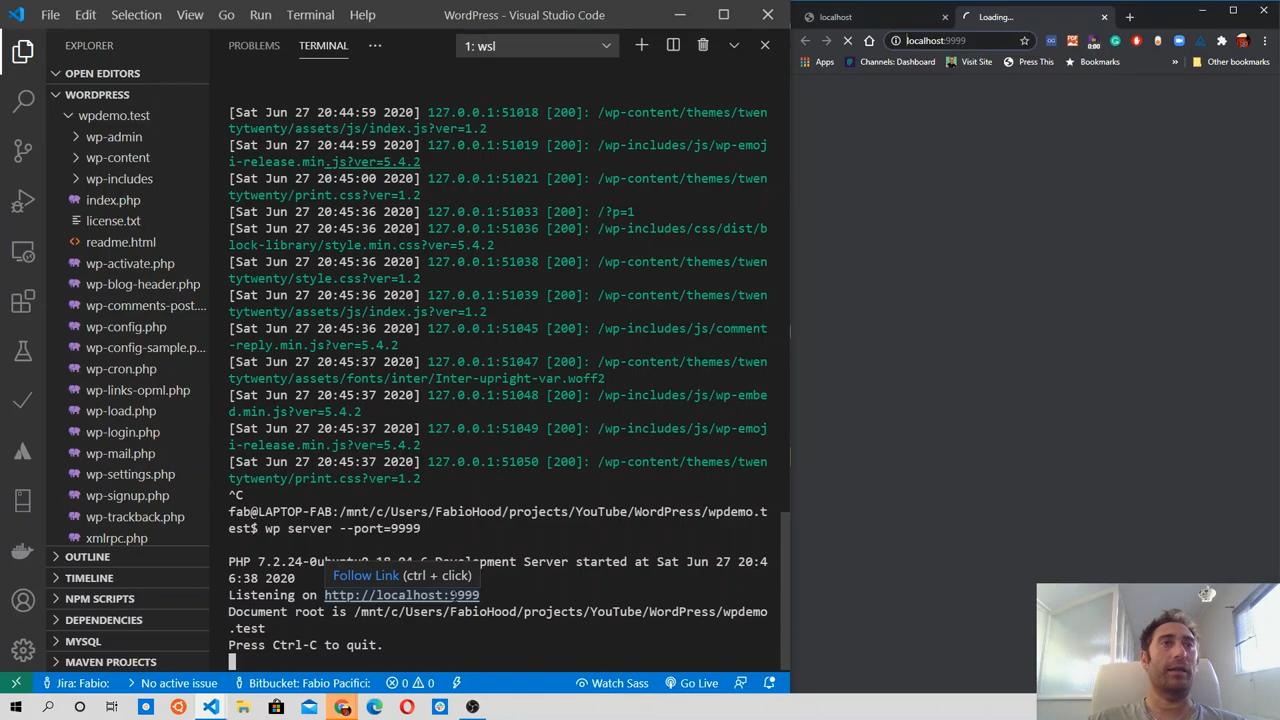 File Edit Selection View Go Run Terminal Help WordPress - Visual Studio Code
EXPLORER
OPEN EDITORS
WORDPRESS
wpdemo.test
wp-admin
wp-content
wp-includes
index.php
license.txt
readme.html
wp-activate.php
wp-blog-header.php
wp-comments-post....
wp-config.php
wp-config-sample.p...
wp-cron.php
wp-links-opml.php
wp-load.php
wp-login.php
wp-mail.php
wp-settings.php
wp-signup.php
wp-trackback.php
xmlrpc.php
OUTLINE
TIMELINE
NPM SCRIPTS
DEPENDENCIES
MYSQL
MAVEN PROJECTS
PROBLEMS TERMINAL ... 1: wsl
[Sat Jun 27 20:44:59 2020] 127.0.0.1:51018 [200]: /wp-content/themes/twen
tytwenty/assets/js/index.js?ver=1.2
[Sat Jun 27 20:44:59 2020] 127.0.0.1:51019 [200]: /wp-includes/js/wp-emoj
i-release.min.js?ver=5.4.2
[Sat Jun 27 20:45:00 2020] 127.0.0.1:51021 [200]: /wp-content/themes/twen
tytwenty/print.css?ver=1.2
[Sat Jun 27 20:45:36 2020] 127.0.0.1:51033 [200]: /?p=1
[Sat Jun 27 20:45:36 2020] 127.0.0.1:51036 [200]: /wp-includes/css/dist/b
lock-library/style.min.css?ver=5.4.2
[Sat Jun 27 20:45:36 2020] 127.0.0.1:51038 [200]: /wp-content/themes/twen
tytwenty/style.css?ver=1.2
[Sat Jun 27 20:45:36 2020] 127.0.0.1:51039 [200]: /wp-content/themes/twen
tytwenty/assets/js/index.js?ver=1.2
[Sat Jun 27 20:45:36 2020] 127.0.0.1:51045 [200]: /wp-includes/js/comment
-reply.min.js?ver=5.4.2
[Sat Jun 27 20:45:37 2020] 127.0.0.1:51047 [200]: /wp-content/themes/twen
tytwenty/assets/fonts/inter/Inter-upright-var.woff2
[Sat Jun 27 20:45:37 2020] 127.0.0.1:51048 [200]: /wp-includes/js/wp-embe
d.min.js?ver=5.4.2
[Sat Jun 27 20:45:37 2020] 127.0.0.1:51049 [200]: /wp-includes/js/wp-emoj
i-release.min.js?ver=5.4.2
[Sat Jun 27 20:45:37 2020] 127.0.0.1:51050 [200]: /wp-content/themes/twen
tytwenty/print.css?ver=1.2
^C
fab@LAPTOP-FAB:/mnt/c/Users/FabioHood/projects/YouTube/WordPress/wpdemo.t
est$ wp server --port=9999
PHP Development Server started at Sat Jun 27 20:4
6:38 2020
Follow Link (ctrl + click)
Listening on http://localhost:9999
Document root is /mnt/c/Users/FabioHood/projects/YouTube/WordPress/wpdemo
.test
Press Ctrl-C to quit.
Jira: Fabio: No active issue Bitbucket: Fabio Pacifici: 0 0 Watch Sass Go Live
localhost Loading...
localhost:9999 0:00
Apps Channels: Dashboard Visit Site Press This Bookmarks » Other bookmarks